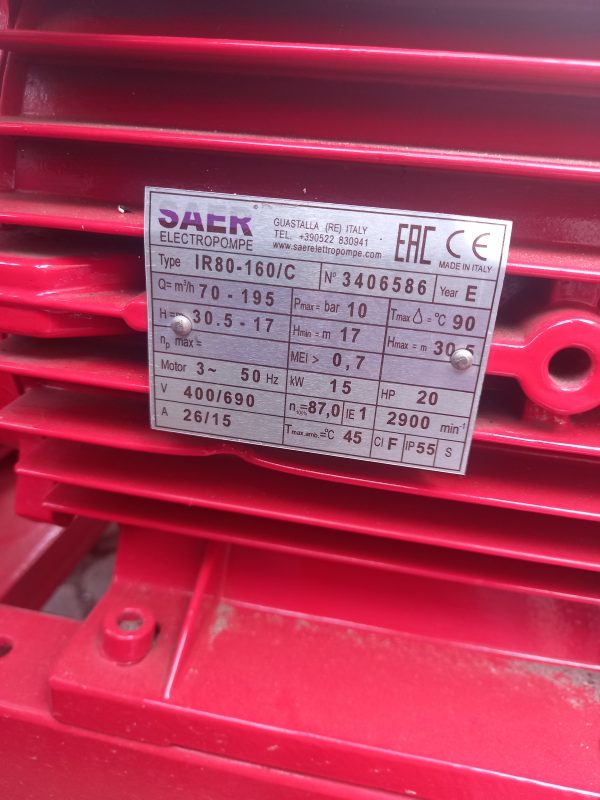 SAER
ELECTROPOMPE
GUASTALLA (RE) ITALY
TEL. +390522 830941
www.saerelettropompe.com
EAC CE
MADE IN ITALY
Type IR80-160/C N° 3406586 Year E
Q= m³/h 70 - 195 Pmax= bar 10 Tmax = °C 90
H = m 30.5 - 17 Hmin= m 17 Hmax = m 30.5
np max = MEI > 0,7
Motor 3~ 50 Hz kW 15 HP 20
V 400/690 n100%=87,0 IE 1 2900 min⁻¹
A 26/15 Tmax.amb.=°C 45 Cl F IP 55 S